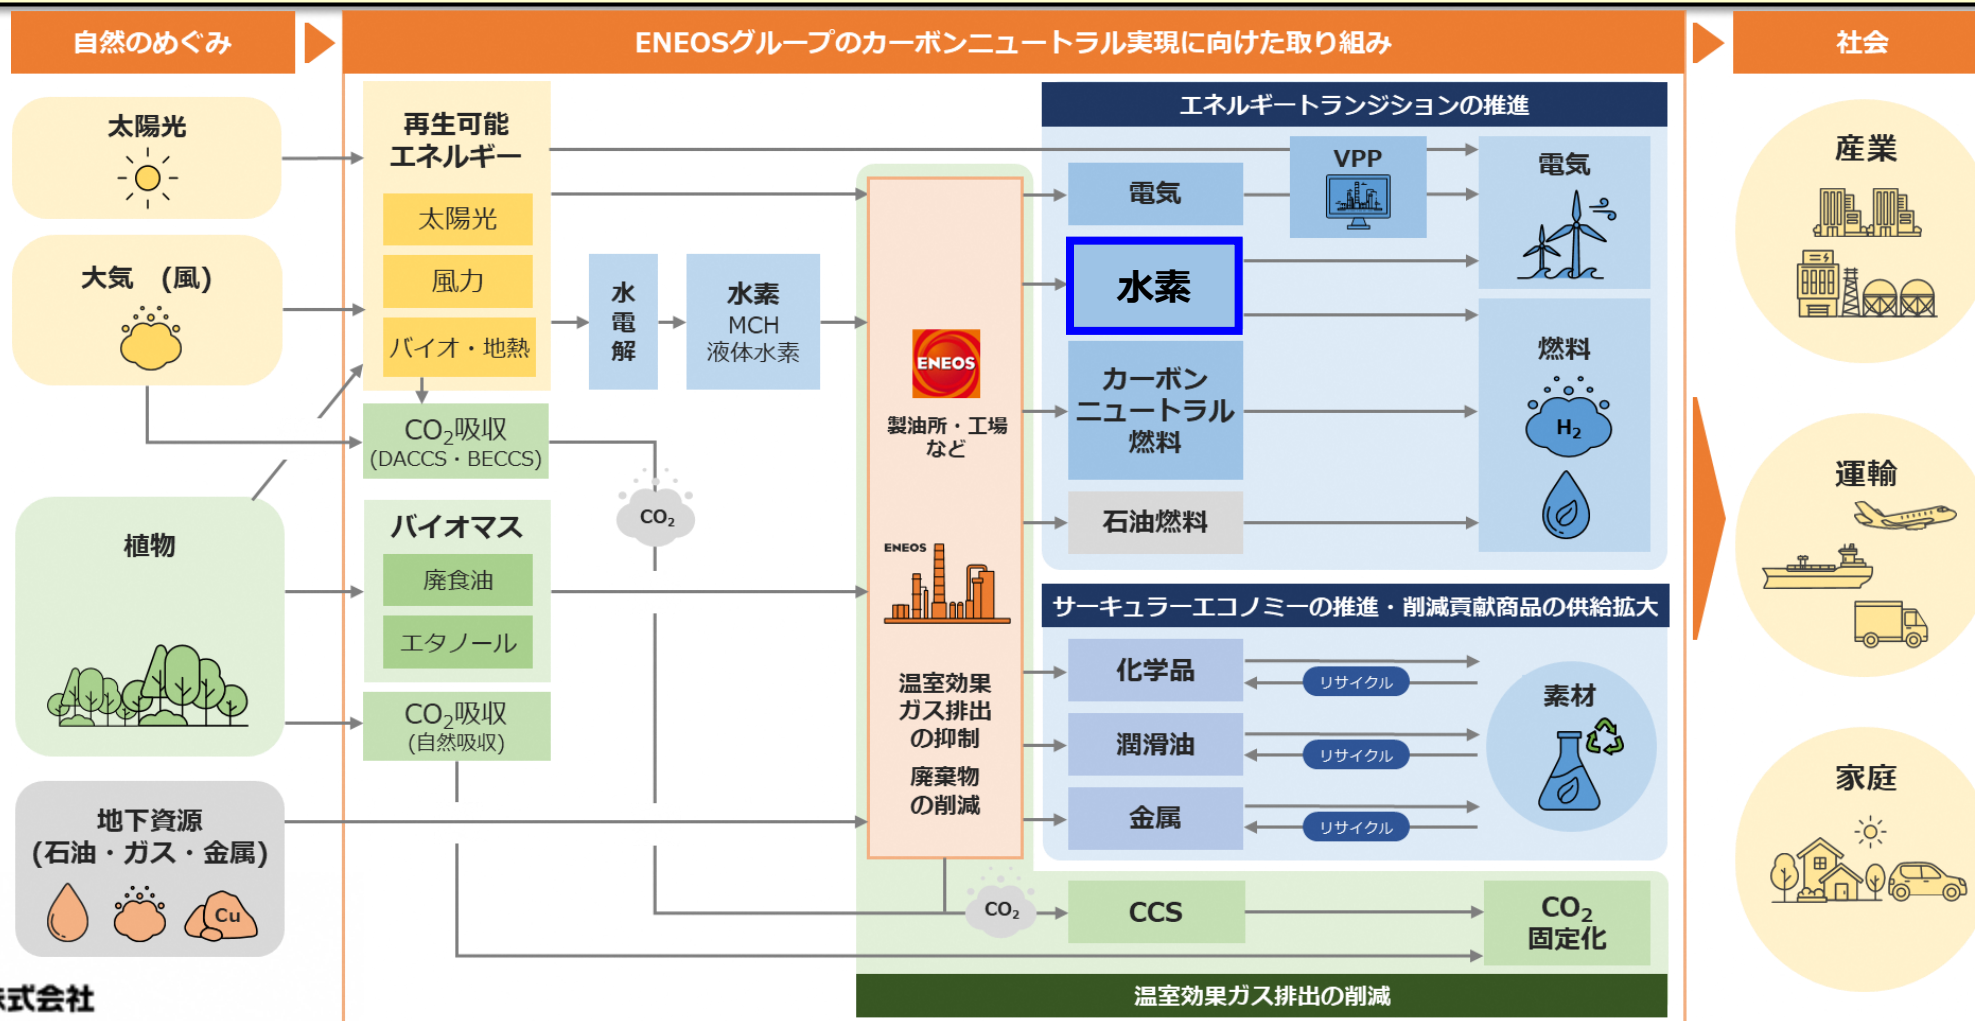 自然のめぐみ
ENEOSグループのカーボンニュートラル実現に向けた取り組み
社会
太陽光
大気 (風)
植物
地下資源
(石油・ガス・金属)
Cu
式会社
再生可能
エネルギー
太陽光
風力
バイオ・地熱
CO₂吸収
(DACCS・BECCS)
バイオマス
廃食油
エタノール
CO₂吸収
(自然吸収)
水
電
解
水素
MCH
液体水素
CO₂
ENEOS
製油所・工場
など
ENEOS
温室効果
ガス排出
の抑制
廃棄物
の削減
CO₂
エネルギートランジションの推進
電気
VPP
電気
水素
カーボン
ニュートラル
燃料
石油燃料
燃料
H₂
サーキュラーエコノミーの推進・削減貢献商品の供給拡大
化学品
リサイクル
潤滑油
リサイクル
金属
リサイクル
素材
CCS
CO₂
固定化
温室効果ガス排出の削減
産業
運輸
家庭